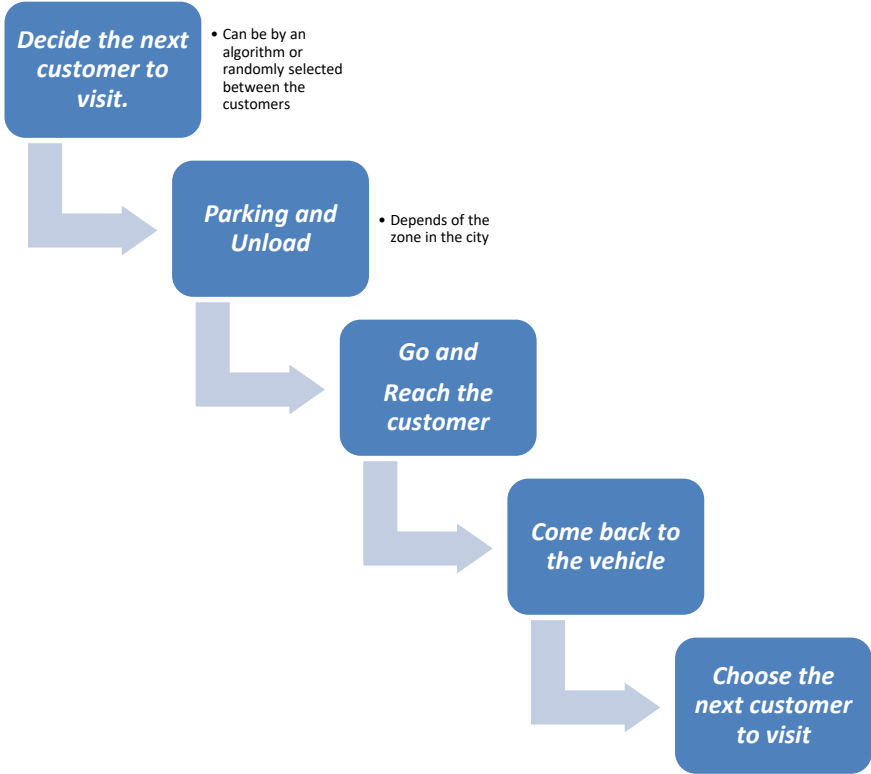 Decide the next
customer to
visit.
• Can be by an
algorithm or
randomly selected
between the
customers
Parking and
Unload
• Depends of the
zone in the city
Go and
Reach the
customer
Come back to
the vehicle
Choose the
next customer
to visit